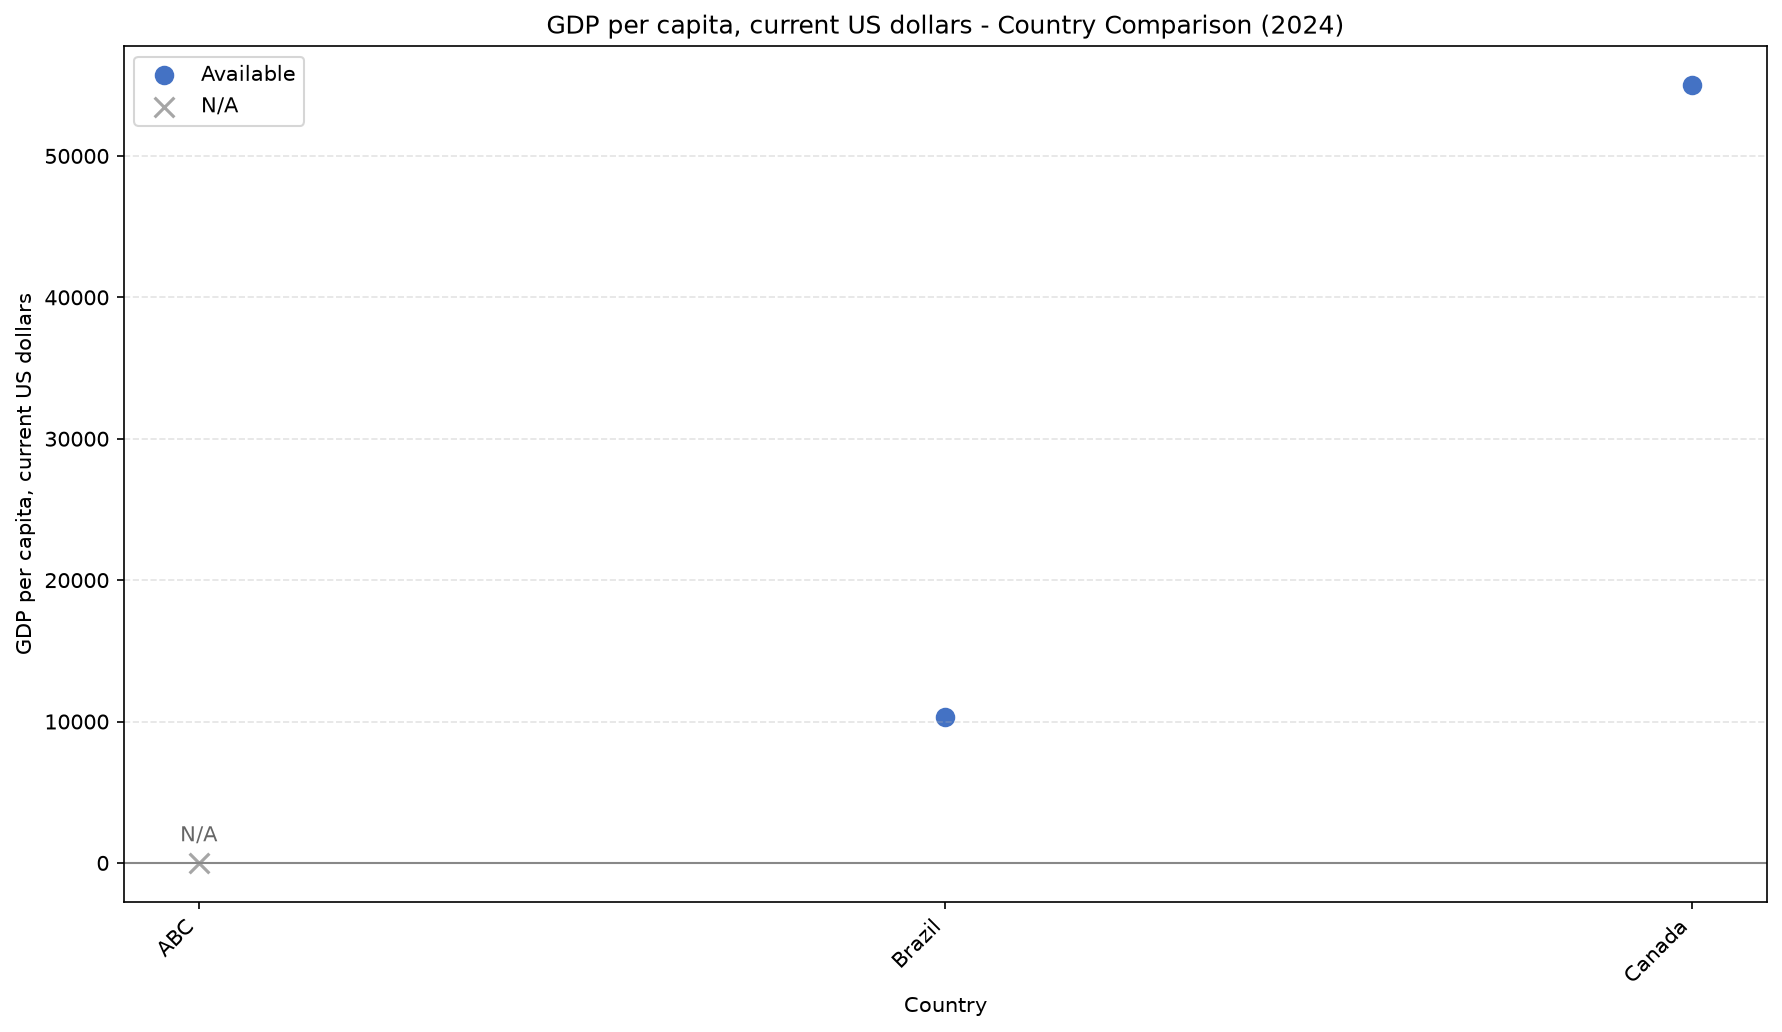 GDP per capita, current US dollars - Country Comparison (2024)
Available
N/A
GDP per capita, current US dollars
50000
40000
30000
20000
10000
0
N/A
ABC
Brazil
Canada
Country